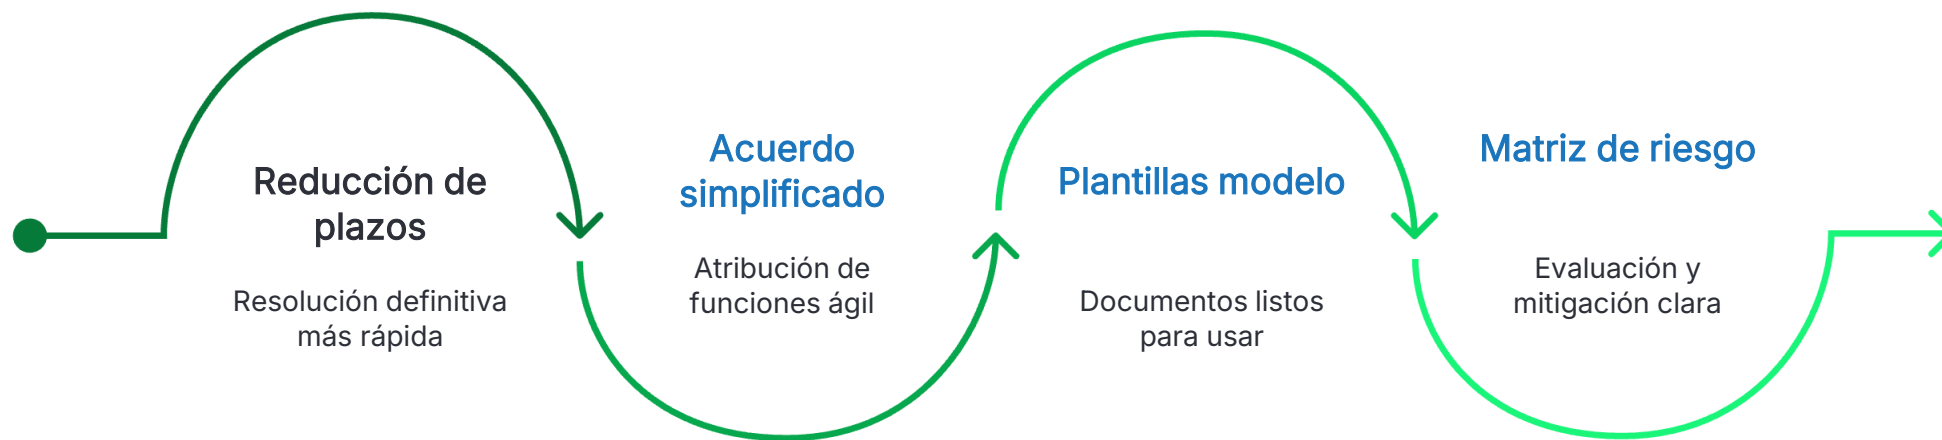 Reducción de
plazos
Resolución definitiva
más rápida
Acuerdo
simplificado
Atribución de
funciones ágil
Plantillas modelo
Documentos listos
para usar
Matriz de riesgo
Evaluación y
mitigación clara